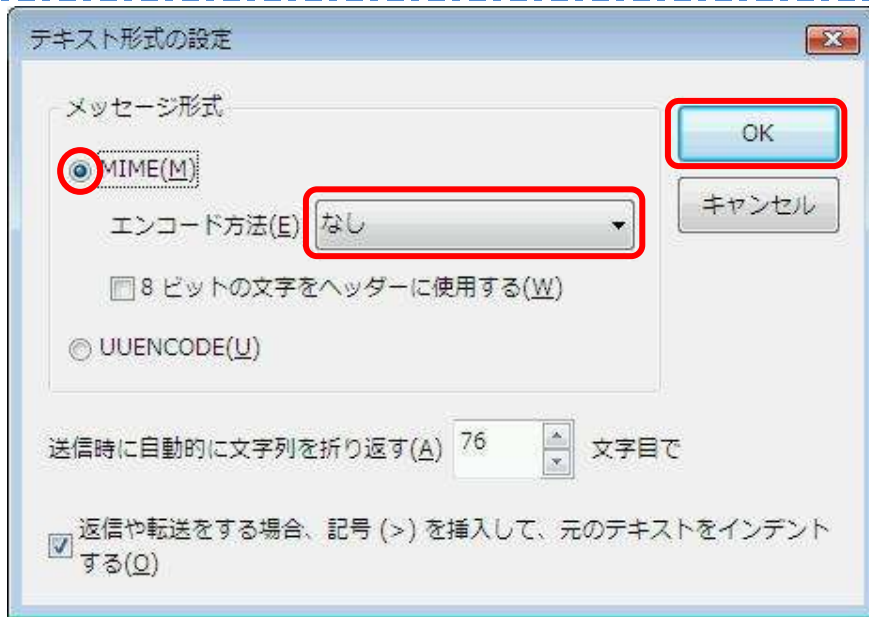 テキスト形式の設定
メッセージ形式
OK
MIME(M)
キャンセル
エンコード方法(E) なし
8 ビットの文字をヘッダーに使用する(W)
UUENCODE(U)
送信時に自動的に文字列を折り返す(A) 76 文字目で
返信や転送をする場合、記号 (>) を挿入して、元のテキストをインデント
する(O)